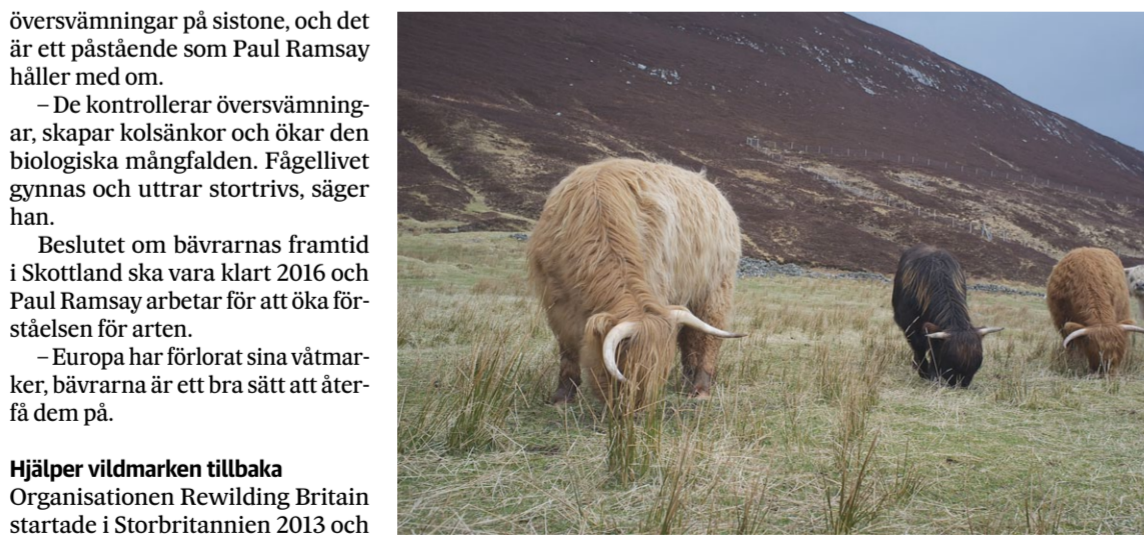 översvämningar på sistone, och det
är ett påstående som Paul Ramsay
håller med om.
– De kontrollerar översvämning-
ar, skapar kolsänkor och ökar den
biologiska mångfalden. Fågellivet
gynnas och uttrar stortrivs, säger
han.
Beslutet om bävrarnas framtid
i Skottland ska vara klart 2016 och
Paul Ramsay arbetar för att öka för-
ståelsen för arten.
– Europa har förlorat sina våtmar-
ker, bävrarna är ett bra sätt att åter-
få dem på.
Hjälper vildmarken tillbaka
Organisationen Rewilding Britain
startade i Storbritannien 2013 och